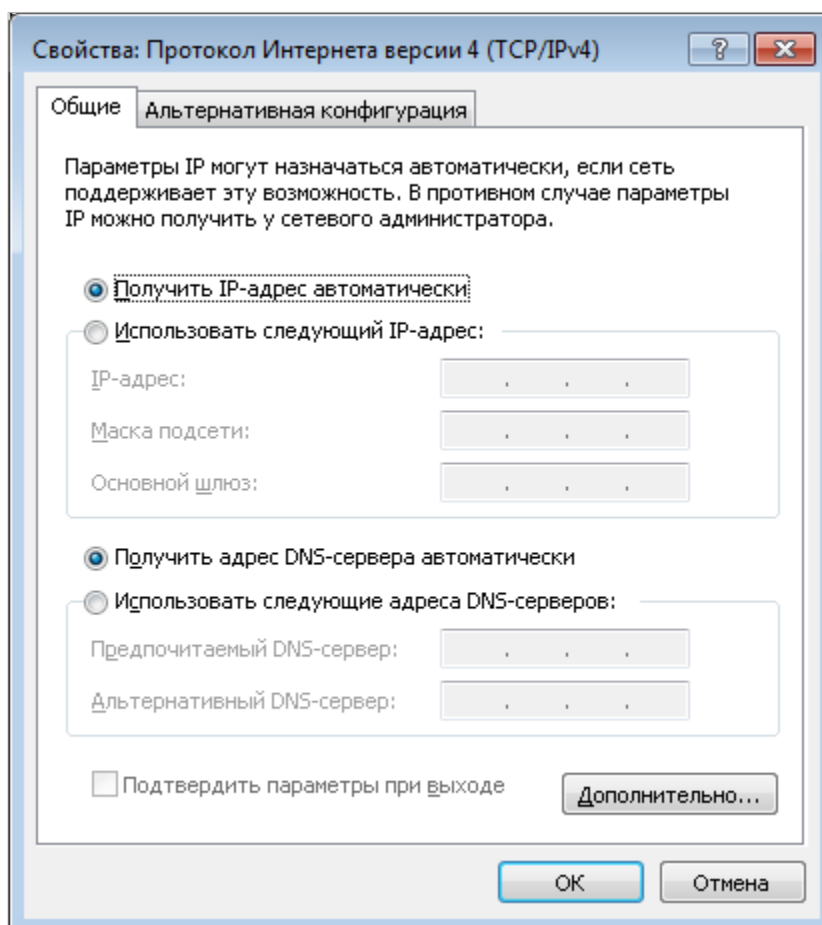 Свойства: Протокол Интернета версии 4 (TCP/IPv4)
Общие
Альтернативная конфигурация
Параметры IP могут назначаться автоматически, если сеть
поддерживает эту возможность. В противном случае параметры
IP можно получить у сетевого администратора.
Получить IP-адрес автоматически
Использовать следующий IP-адрес:
IP-адрес:
Маска подсети:
Основной шлюз:
Получить адрес DNS-сервера автоматически
Использовать следующие адреса DNS-серверов:
Предпочитаемый DNS-сервер:
Альтернативный DNS-сервер:
Подтвердить параметры при выходе
Дополнительно...
ОК
Отмена